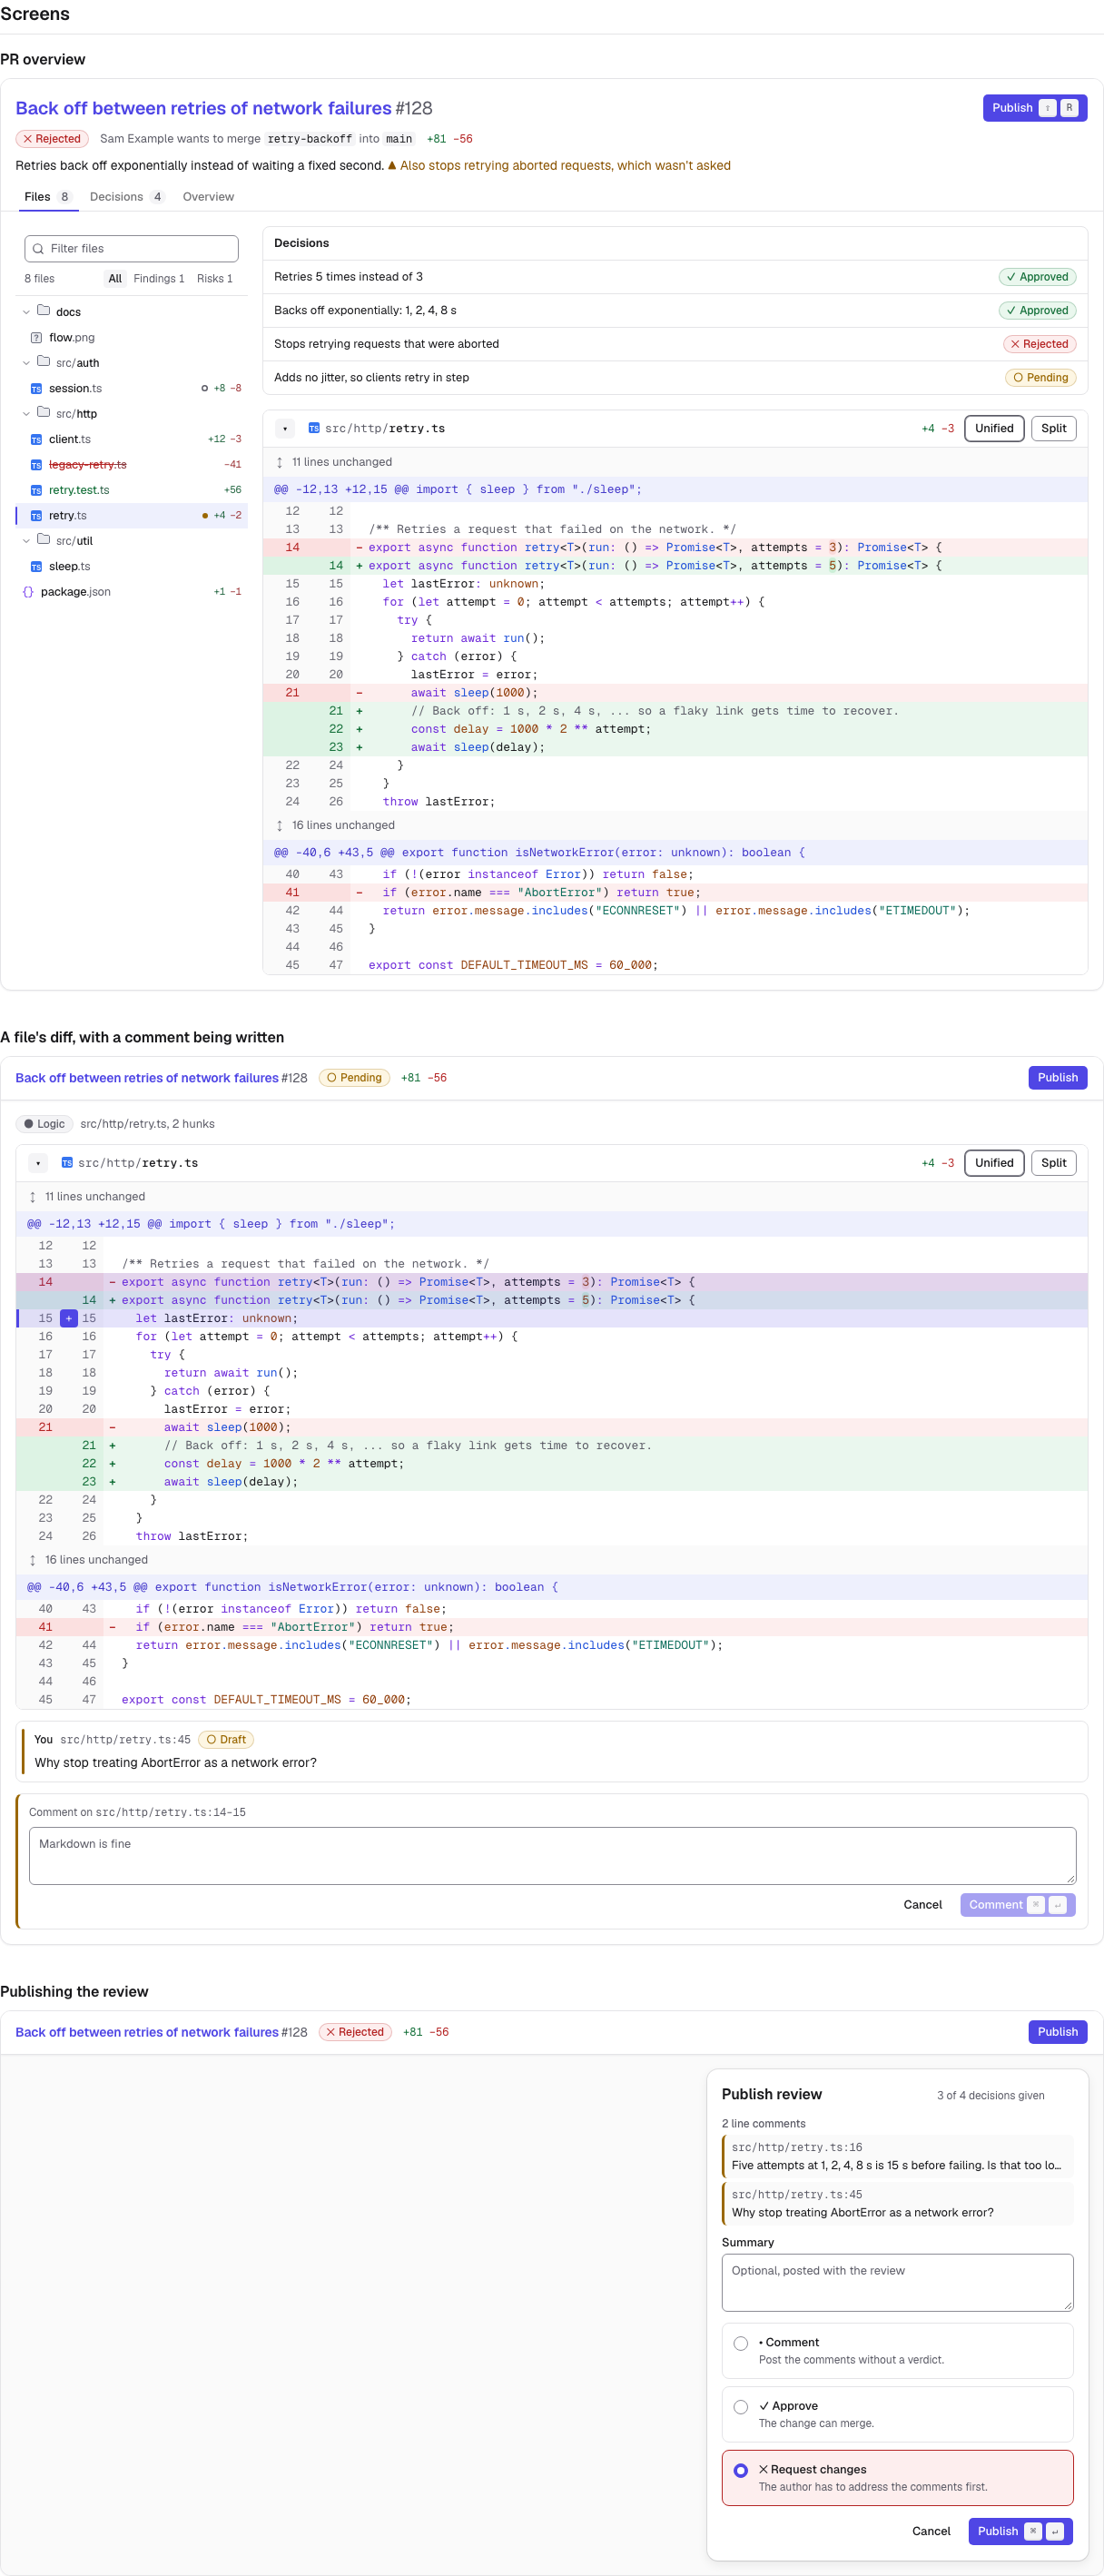 Screens
PR overview
Back off between retries of network failures #128
Publish ⇧ R
Rejected Sam Example wants to merge retry-backoff into main +81 −56
Retries back off exponentially instead of waiting a fixed second. Also stops retrying aborted requests, which wasn't asked
Files 8 Decisions 4 Overview
Filter files
8 files All Findings 1 Risks 1
docs
flow.png
src/auth
session.ts +8 −8
src/http
client.ts +12 −3
legacy-retry.ts −41
retry.test.ts +56
retry.ts +4 −2
src/util
sleep.ts
package.json +1 −1
Decisions
Retries 5 times instead of 3 Approved
Backs off exponentially: 1, 2, 4, 8 s Approved
Stops retrying requests that were aborted Rejected
Adds no jitter, so clients retry in step Pending
TS src/http/retry.ts +4 −3 Unified Split
11 lines unchanged
@@ -12,13 +12,15 @@ import { sleep } from "./sleep";
12 12
13 13 /** Retries a request that failed on the network. */
14 − export async function retry<T>(run: () => Promise<T>, attempts = 3): Promise<T> {
14 + export async function retry<T>(run: () => Promise<T>, attempts = 5): Promise<T> {
15 15 let lastError: unknown;
16 16 for (let attempt = 0; attempt < attempts; attempt++) {
17 17 try {
18 18 return await run();
19 19 } catch (error) {
20 20 lastError = error;
21 − await sleep(1000);
21 + // Back off: 1 s, 2 s, 4 s, ... so a flaky link gets time to recover.
22 + const delay = 1000 * 2 ** attempt;
23 + await sleep(delay);
22 24 }
23 25 }
24 26 throw lastError;
16 lines unchanged
@@ -40,6 +43,5 @@ export function isNetworkError(error: unknown): boolean {
40 43 if (!(error instanceof Error)) return false;
41 − if (error.name === "AbortError") return true;
42 44 return error.message.includes("ECONNRESET") || error.message.includes("ETIMEDOUT");
43 45 }
44 46
45 47 export const DEFAULT_TIMEOUT_MS = 60_000;
A file's diff, with a comment being written
Back off between retries of network failures #128 Pending +81 −56 Publish
Logic src/http/retry.ts, 2 hunks
TS src/http/retry.ts +4 −3 Unified Split
11 lines unchanged
@@ -12,13 +12,15 @@ import { sleep } from "./sleep";
12 12
13 13 /** Retries a request that failed on the network. */
14 − export async function retry<T>(run: () => Promise<T>, attempts = 3): Promise<T> {
14 + export async function retry<T>(run: () => Promise<T>, attempts = 5): Promise<T> {
15 + 15 let lastError: unknown;
16 16 for (let attempt = 0; attempt < attempts; attempt++) {
17 17 try {
18 18 return await run();
19 19 } catch (error) {
20 20 lastError = error;
21 − await sleep(1000);
21 + // Back off: 1 s, 2 s, 4 s, ... so a flaky link gets time to recover.
22 + const delay = 1000 * 2 ** attempt;
23 + await sleep(delay);
22 24 }
23 25 }
24 26 throw lastError;
16 lines unchanged
@@ -40,6 +43,5 @@ export function isNetworkError(error: unknown): boolean {
40 43 if (!(error instanceof Error)) return false;
41 − if (error.name === "AbortError") return true;
42 44 return error.message.includes("ECONNRESET") || error.message.includes("ETIMEDOUT");
43 45 }
44 46
45 47 export const DEFAULT_TIMEOUT_MS = 60_000;
You src/http/retry.ts:45 Draft
Why stop treating AbortError as a network error?
Comment on src/http/retry.ts:14–15
Markdown is fine
Cancel Comment ⌘ ↵
Publishing the review
Back off between retries of network failures #128 Rejected +81 −56 Publish
Publish review 3 of 4 decisions given
2 line comments
src/http/retry.ts:16
Five attempts at 1, 2, 4, 8 s is 15 s before failing. Is that too lo…
src/http/retry.ts:45
Why stop treating AbortError as a network error?
Summary
Optional, posted with the review
• Comment
Post the comments without a verdict.
✓ Approve
The change can merge.
✕ Request changes
The author has to address the comments first.
Cancel Publish ⌘ ↵